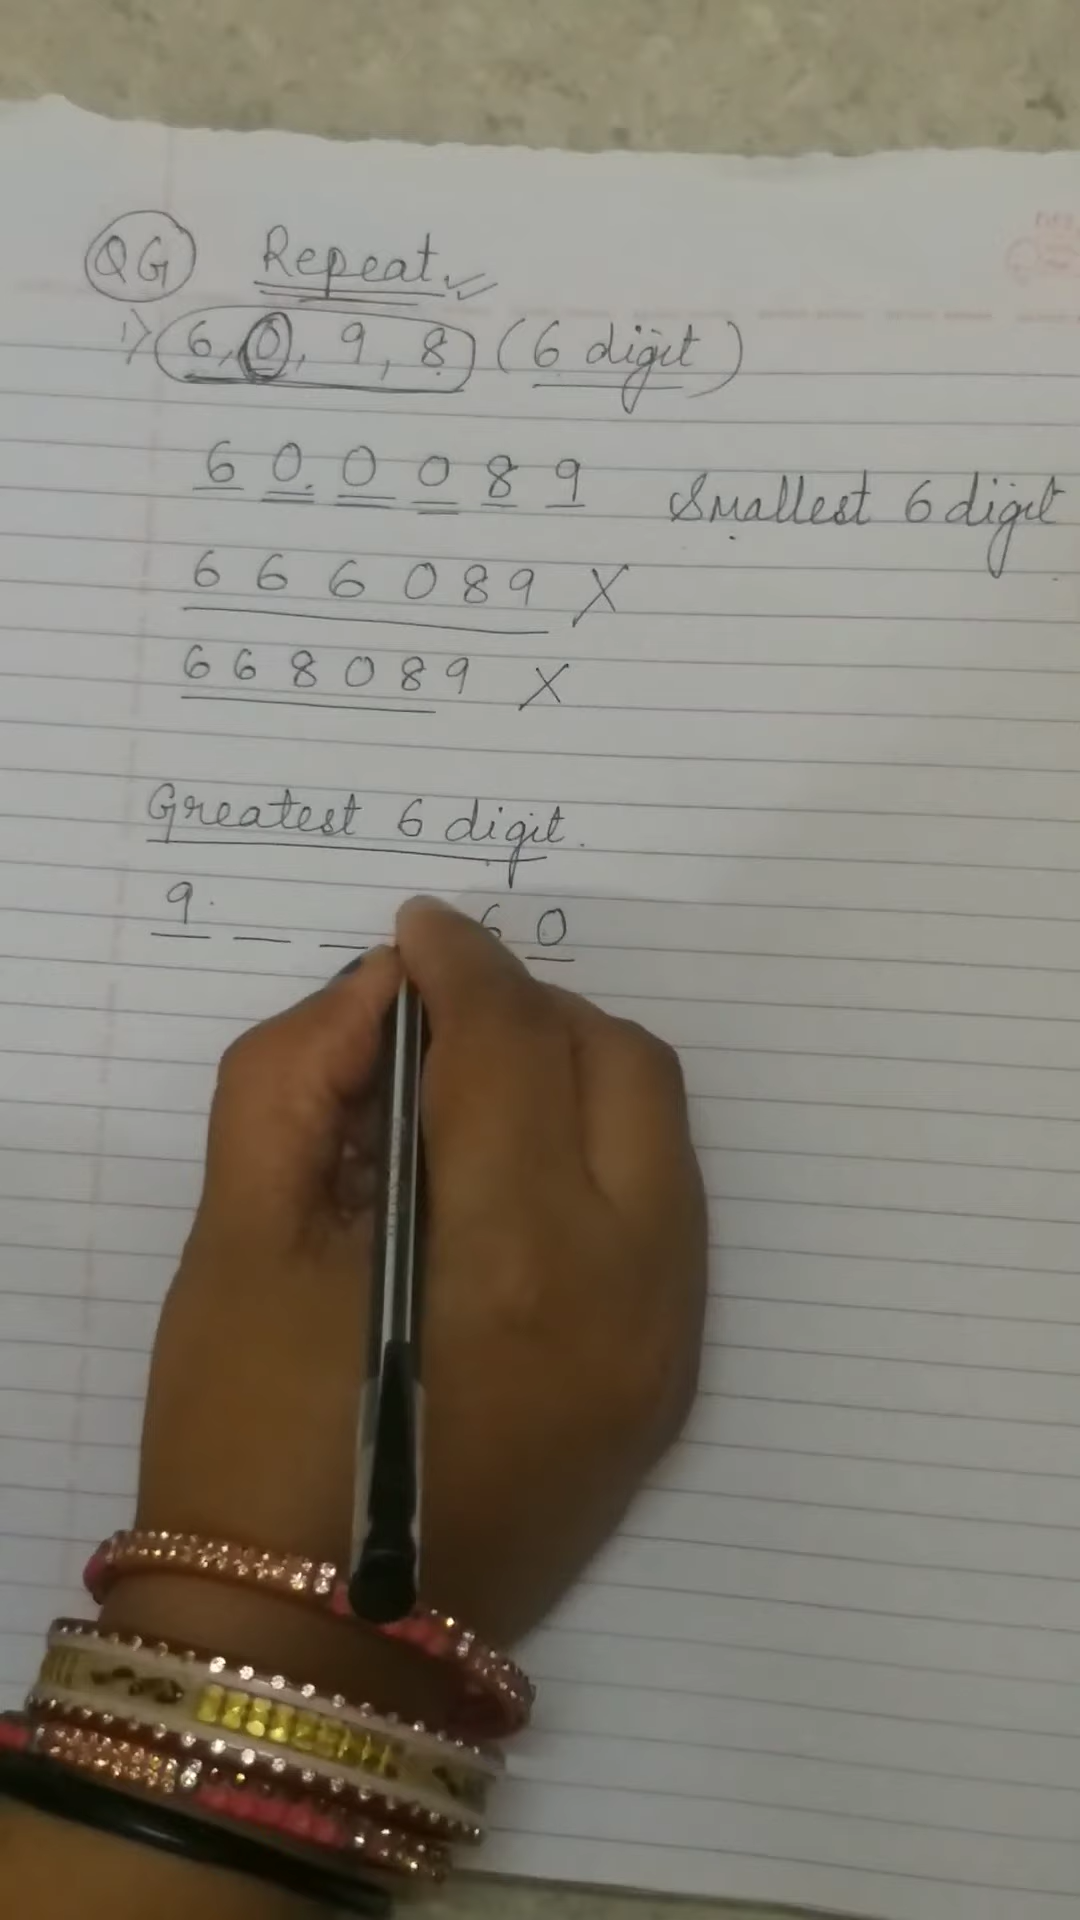 QG Repeat
1) 6, 0, 9, 8 (6 digit)
6 0 0 0 8 9 Smallest 6 digit
6 6 6 0 8 9 X
6 6 8 0 8 9 X
Greatest 6 digit.
9 _ _ 6 0